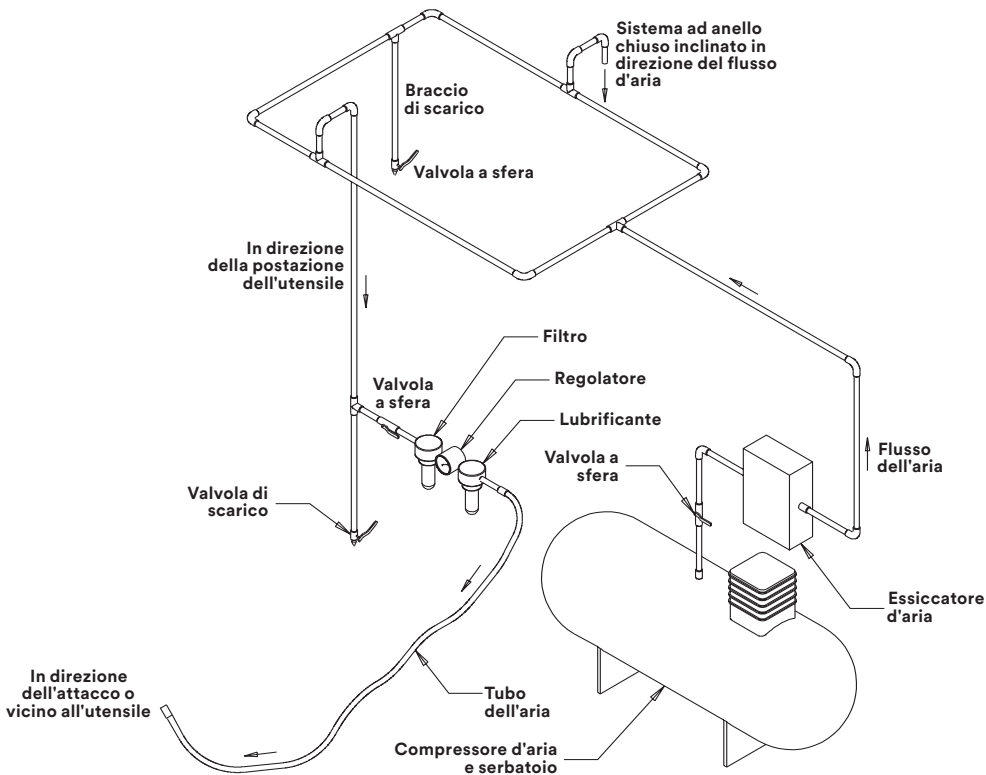 Sistema ad anello
chiuso inclinato in
direzione del flusso
d'aria
Braccio
di scarico
Valvola a sfera
In direzione
della postazione
dell'utensile
Filtro
Valvola
a sfera
Regolatore
Lubrificante
Valvola a
sfera
Flusso
dell'aria
Valvola di
scarico
Essiccatore
d'aria
In direzione
dell'attacco o
vicino all'utensile
Tubo
dell'aria
Compressore d'aria
e serbatoio